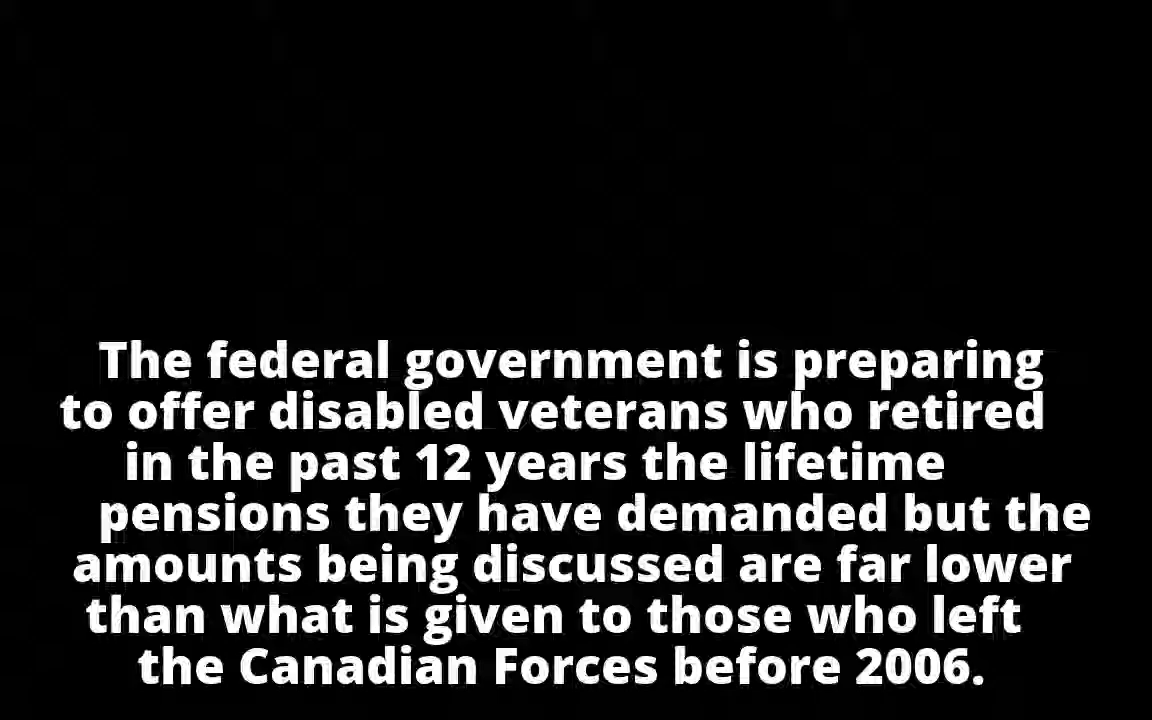 The federal government is preparing
to offer disabled veterans who retired
in the past 12 years the lifetime
pensions they have demanded but the
amounts being discussed are far lower
than what is given to those who left
the Canadian Forces before 2006.